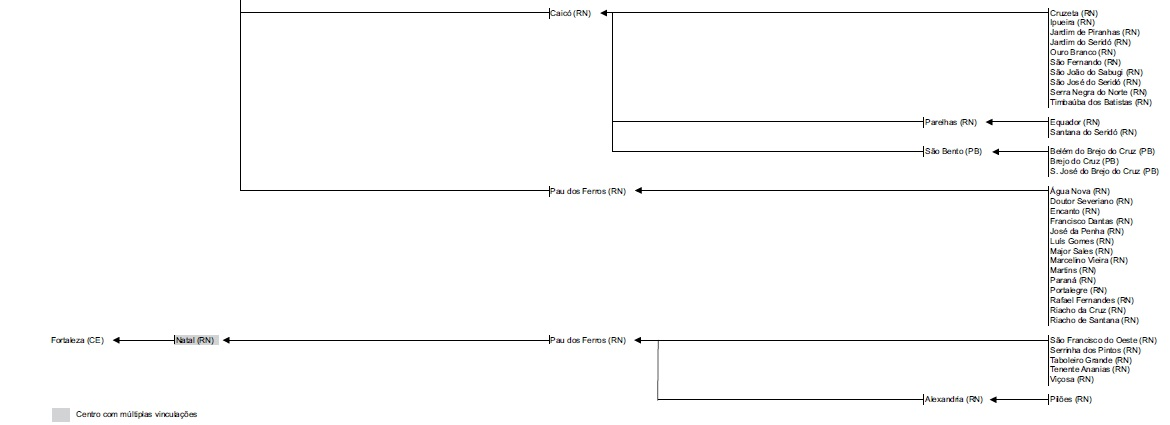 Caicó (RN) Cruzeta (RN)
Ipueira (RN)
Jardim de Piranhas (RN)
Jardim do Seridó (RN)
Ouro Branco (RN)
São Fernando (RN)
São João do Sabugi (RN)
São José do Seridó (RN)
Serra Negra do Norte (RN)
Timbaúba dos Batistas (RN)
Parelhas (RN) Equador (RN)
Santana do Seridó (RN)
São Bento (PB) Belém do Brejo do Cruz (PB)
Brejo do Cruz (PB)
S. José do Brejo do Cruz (PB)
Pau dos Ferros (RN) Água Nova (RN)
Doutor Severiano (RN)
Encanto (RN)
Francisco Dantas (RN)
José da Penha (RN)
Luís Gomes (RN)
Major Sales (RN)
Marcelino Vieira (RN)
Martins (RN)
Paraná (RN)
Portalegre (RN)
Rafael Fernandes (RN)
Riacho da Cruz (RN)
Riacho de Santana (RN)
Fortaleza (CE) Natal (RN) Pau dos Ferros (RN) São Francisco do Oeste (RN)
Serrinha dos Pintos (RN)
Taboleiro Grande (RN)
Tenente Ananias (RN)
Viçosa (RN)
Alexandria (RN) Pilões (RN)
Centro com múltiplas vinculações